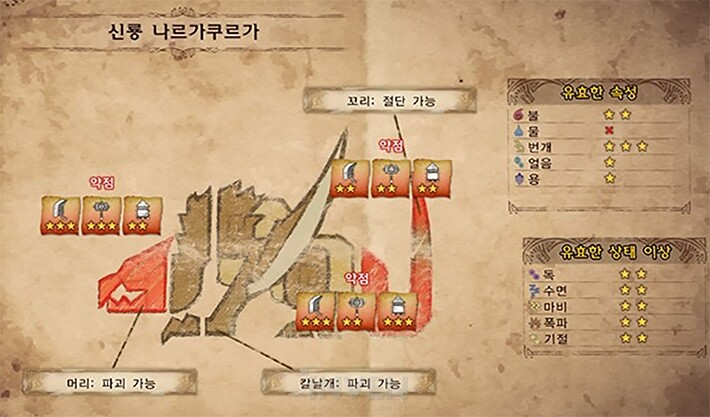 신룡 나르가쿠르가
꼬리: 절단 가능
유효한 속성
불
물
번개
얼음
용
약점
약점
약점
유효한 상태 이상
독
수면
마비
폭파
기절
머리: 파괴 가능
칼날개: 파괴 가능